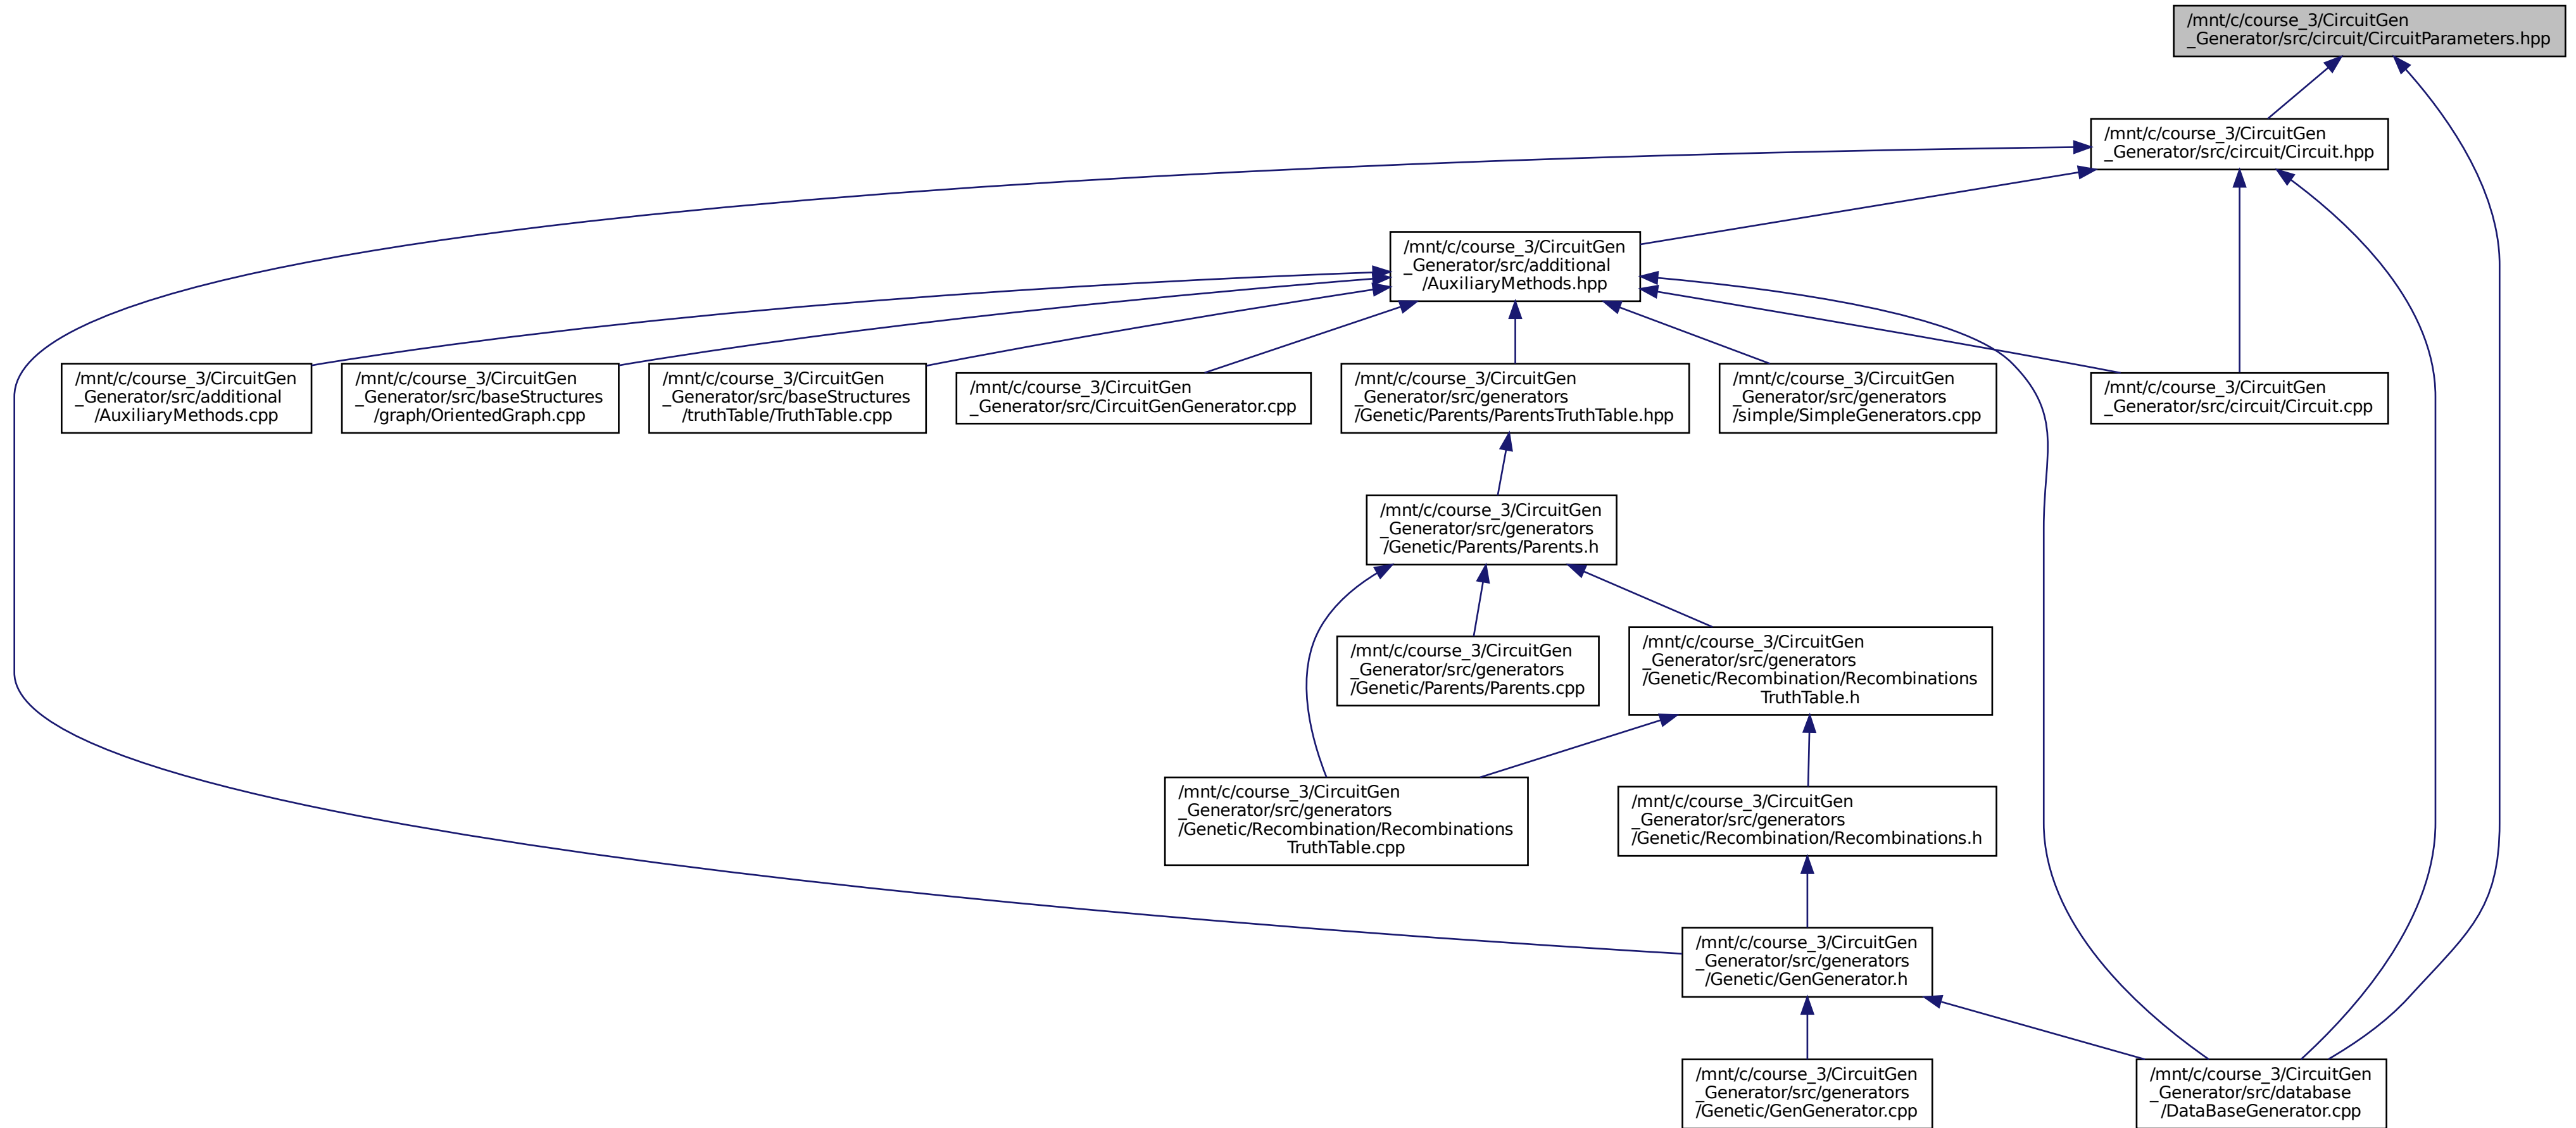 /mnt/c/course_3/CircuitGen
_Generator/src/circuit/CircuitParameters.hpp
/mnt/c/course_3/CircuitGen
_Generator/src/circuit/Circuit.hpp
/mnt/c/course_3/CircuitGen
_Generator/src/additional
/AuxiliaryMethods.hpp
/mnt/c/course_3/CircuitGen
_Generator/src/additional
/AuxiliaryMethods.cpp
/mnt/c/course_3/CircuitGen
_Generator/src/baseStructures
/graph/OrientedGraph.cpp
/mnt/c/course_3/CircuitGen
_Generator/src/baseStructures
/truthTable/TruthTable.cpp
/mnt/c/course_3/CircuitGen
_Generator/src/CircuitGenGenerator.cpp
/mnt/c/course_3/CircuitGen
_Generator/src/generators
/Genetic/Parents/ParentsTruthTable.hpp
/mnt/c/course_3/CircuitGen
_Generator/src/generators
/simple/SimpleGenerators.cpp
/mnt/c/course_3/CircuitGen
_Generator/src/circuit/Circuit.cpp
/mnt/c/course_3/CircuitGen
_Generator/src/generators
/Genetic/Parents/Parents.h
/mnt/c/course_3/CircuitGen
_Generator/src/generators
/Genetic/Parents/Parents.cpp
/mnt/c/course_3/CircuitGen
_Generator/src/generators
/Genetic/Recombination/Recombinations
TruthTable.h
/mnt/c/course_3/CircuitGen
_Generator/src/generators
/Genetic/Recombination/Recombinations
TruthTable.cpp
/mnt/c/course_3/CircuitGen
_Generator/src/generators
/Genetic/Recombination/Recombinations.h
/mnt/c/course_3/CircuitGen
_Generator/src/generators
/Genetic/GenGenerator.h
/mnt/c/course_3/CircuitGen
_Generator/src/generators
/Genetic/GenGenerator.cpp
/mnt/c/course_3/CircuitGen
_Generator/src/database
/DataBaseGenerator.cpp